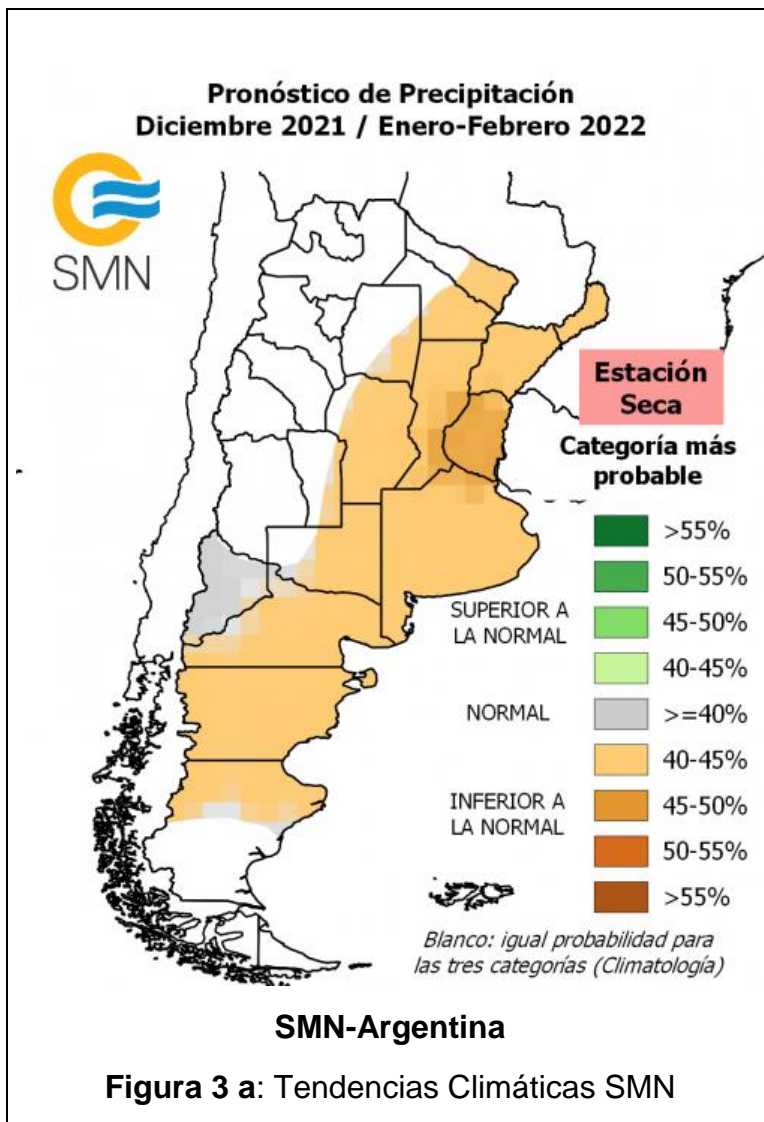 Pronóstico de Precipitación
Diciembre 2021 / Enero-Febrero 2022
SMN
Estación
Seca
Categoría más
probable
>55%
50-55%
SUPERIOR A
LA NORMAL
45-50%
40-45%
NORMAL
>=40%
40-45%
INFERIOR A
LA NORMAL
45-50%
50-55%
>55%
Blanco: igual probabilidad para
las tres categorías (Climatología)
SMN-Argentina
Figura 3 a: Tendencias Climáticas SMN